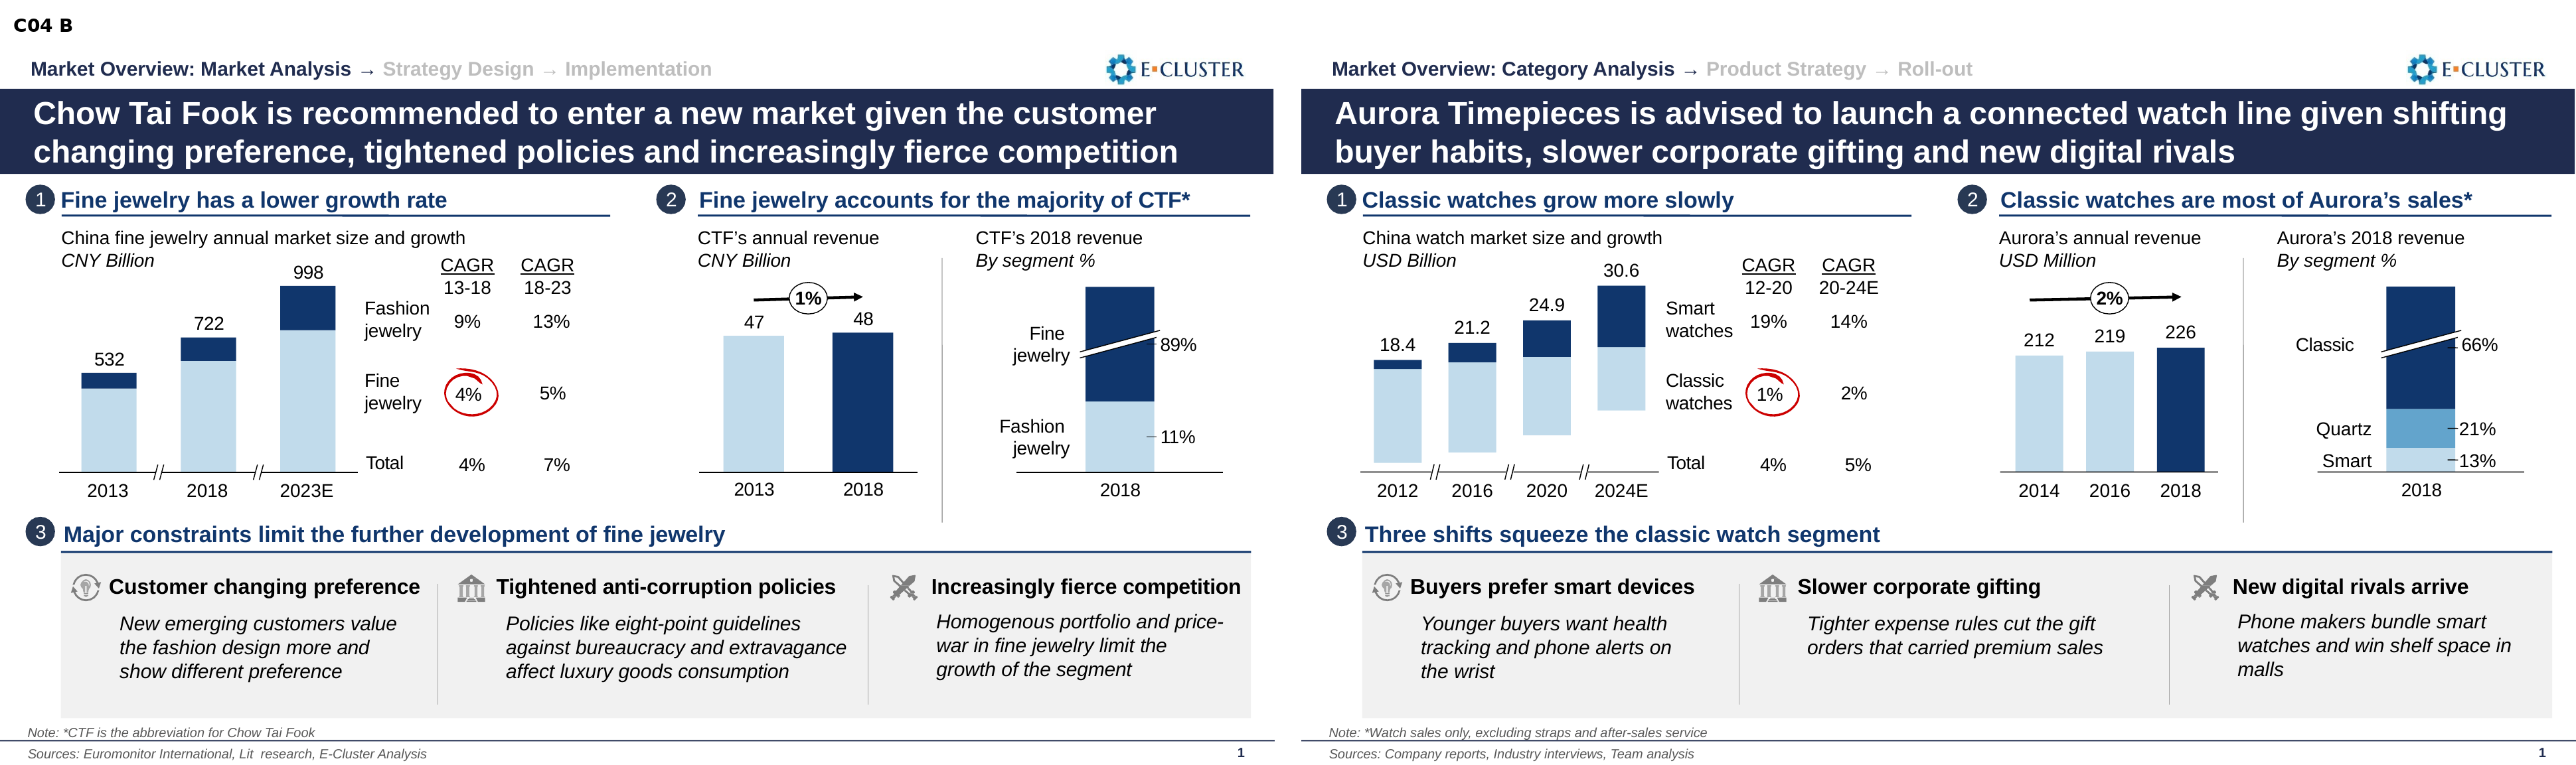 C04 B
Market Overview: Market Analysis → Strategy Design → Implementation
E-CLUSTER
Chow Tai Fook is recommended to enter a new market given the customer
changing preference, tightened policies and increasingly fierce competition
1 Fine jewelry has a lower growth rate
China fine jewelry annual market size and growth
CNY Billion
532
722
998
2013
2018
2023E
CAGR CAGR
13-18 18-23
Fashion
jewelry
9% 13%
Fine
jewelry
4% 5%
Total 4% 7%
2 Fine jewelry accounts for the majority of CTF*
CTF’s annual revenue
CNY Billion
1%
47
48
2013
2018
CTF’s 2018 revenue
By segment %
Fine
jewelry
89%
Fashion
jewelry
11%
2018
3 Major constraints limit the further development of fine jewelry
Customer changing preference
New emerging customers value
the fashion design more and
show different preference
Tightened anti-corruption policies
Policies like eight-point guidelines
against bureaucracy and extravagance
affect luxury goods consumption
Increasingly fierce competition
Homogenous portfolio and price-
war in fine jewelry limit the
growth of the segment
Note: *CTF is the abbreviation for Chow Tai Fook
Sources: Euromonitor International, Lit  research, E-Cluster Analysis
1
Market Overview: Category Analysis → Product Strategy → Roll-out
E-CLUSTER
Aurora Timepieces is advised to launch a connected watch line given shifting
buyer habits, slower corporate gifting and new digital rivals
1 Classic watches grow more slowly
China watch market size and growth
USD Billion
18.4
21.2
24.9
30.6
2012
2016
2020
2024E
CAGR CAGR
12-20 20-24E
Smart
watches
19% 14%
Classic
watches
1% 2%
Total 4% 5%
2 Classic watches are most of Aurora’s sales*
Aurora’s annual revenue
USD Million
2%
212
219
226
2014
2016
2018
Aurora’s 2018 revenue
By segment %
Classic 66%
Quartz 21%
Smart 13%
2018
3 Three shifts squeeze the classic watch segment
Buyers prefer smart devices
Younger buyers want health
tracking and phone alerts on
the wrist
Slower corporate gifting
Tighter expense rules cut the gift
orders that carried premium sales
New digital rivals arrive
Phone makers bundle smart
watches and win shelf space in
malls
Note: *Watch sales only, excluding straps and after-sales service
Sources: Company reports, Industry interviews, Team analysis
1